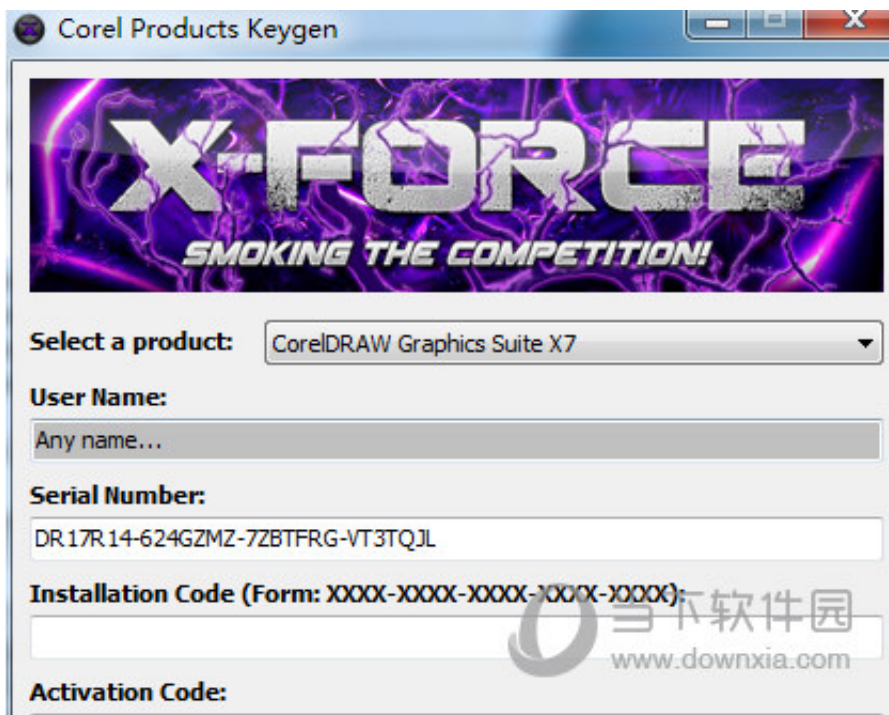 Corel Products Keygen
X-FORCE
SMOKING THE COMPETITION!
Select a product: CorelDRAW Graphics Suite X7
User Name:
Any name...
Serial Number:
DR17R14-624GZMZ-7ZBTFRG-VT3TQJL
Installation Code (Form: XXXX-XXXX-XXXX-XXXX-XXXX):
当下软件园
www.downxia.com
Activation Code: